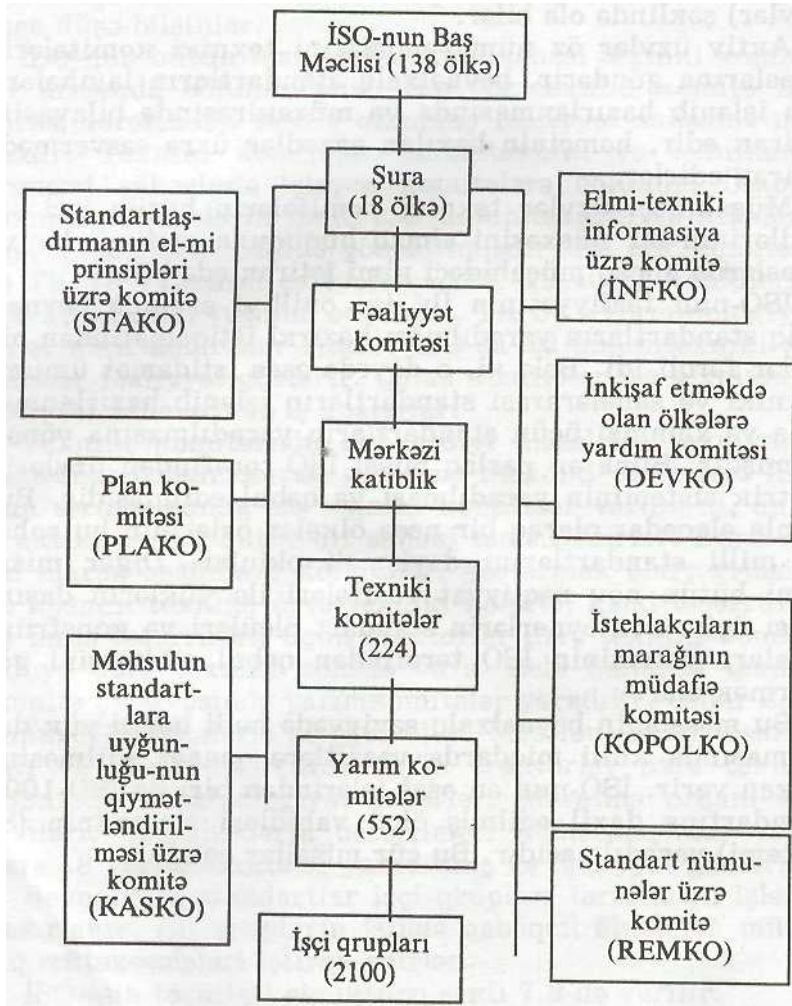 İSO-nun Baş
Məclisi (138 ölkə)
Şura
(18 ölkə)
Standartlaş-
dırmanın el-mi
prinsipləri
üzrə komitə
(STAKO)
Elmi-texniki
informasiya
üzrə komitə
(İNFKO)
Fəaliyyət
komitəsi
İnkişaf etməkdə
olan ölkələrə
yardım komitəsi
(DEVKO)
Mərkəzi
katiblik
Plan ko-
mitəsi
(PLAKO)
Texniki
komitələr
(224)
İstehlakçıların
marağının
müdafiə
komitəsi
(KOPOLKO)
Məhsulun
standart-
lara
uyğun-
luğu-nun
qiymət-
ləndiril-
məsi üzrə
komitə
(KASKO)
Yarım ko-
mitələr
(552)
Standart nümu-
nələr üzrə
komitə
(REMKO)
İşçi qrupları
(2100)